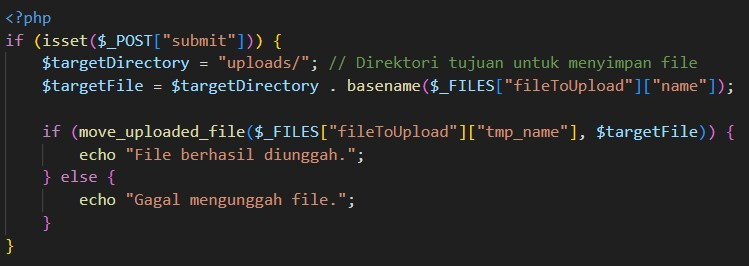 <?php
if (isset($_POST["submit"])) {
    $targetDirectory = "uploads/"; // Direktori tujuan untuk menyimpan file
    $targetFile = $targetDirectory . basename($_FILES["fileToUpload"]["name"]);

    if (move_uploaded_file($_FILES["fileToUpload"]["tmp_name"], $targetFile)) {
        echo "File berhasil diunggah.";
    } else {
        echo "Gagal mengunggah file.";
    }
}